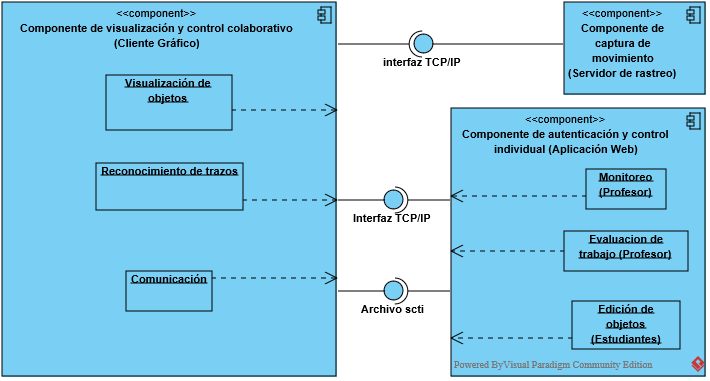 <<component>>
Componente de visualización y control colaborativo
(Cliente Gráfico)
Visualización de
objetos
Reconocimiento de trazos
Comunicación
interfaz TCP/IP
Interfaz TCP/IP
Archivo scti
<<component>>
Componente de
captura de
movimiento
(Servidor de rastreo)
<<component>>
Componente de autenticación y control
individual (Aplicación Web)
Monitoreo
(Profesor)
Evaluacion de
trabajo (Profesor)
Edición de
objetos
(Estudiantes)
Powered ByVisual Paradigm Community Edition